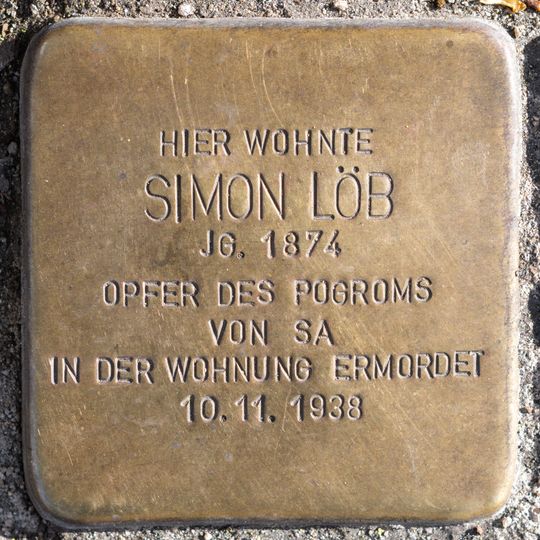 HIER WOHNTE
SIMON LÖB
JG. 1874
OPFER DES POGROMS
VON SA
IN DER WOHNUNG ERMORDET
10.11. 1938